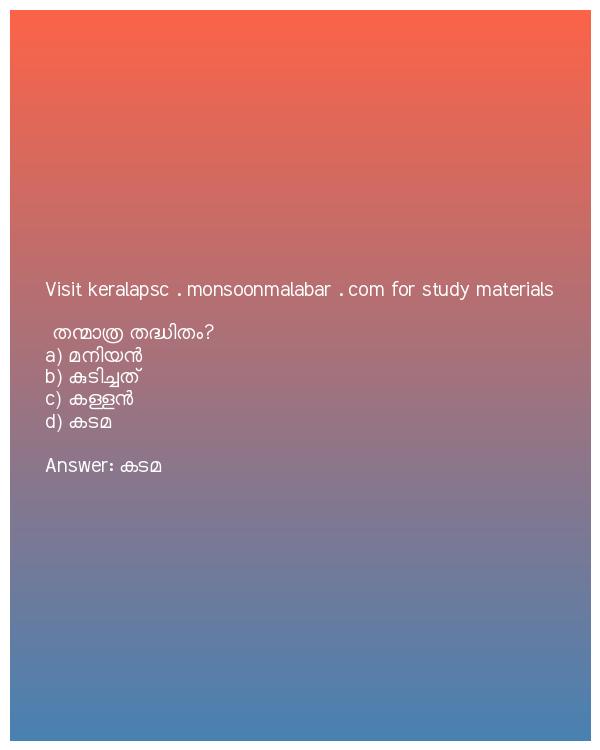 Visit keralapsc . monsoonmalabar . com for study materials
തന്മാത്ര തദ്ധിതം?
a) മനിയൻ
b) കുടിച്ചത്
c) കള്ളൻ
d) കടമ
Answer: കടമ